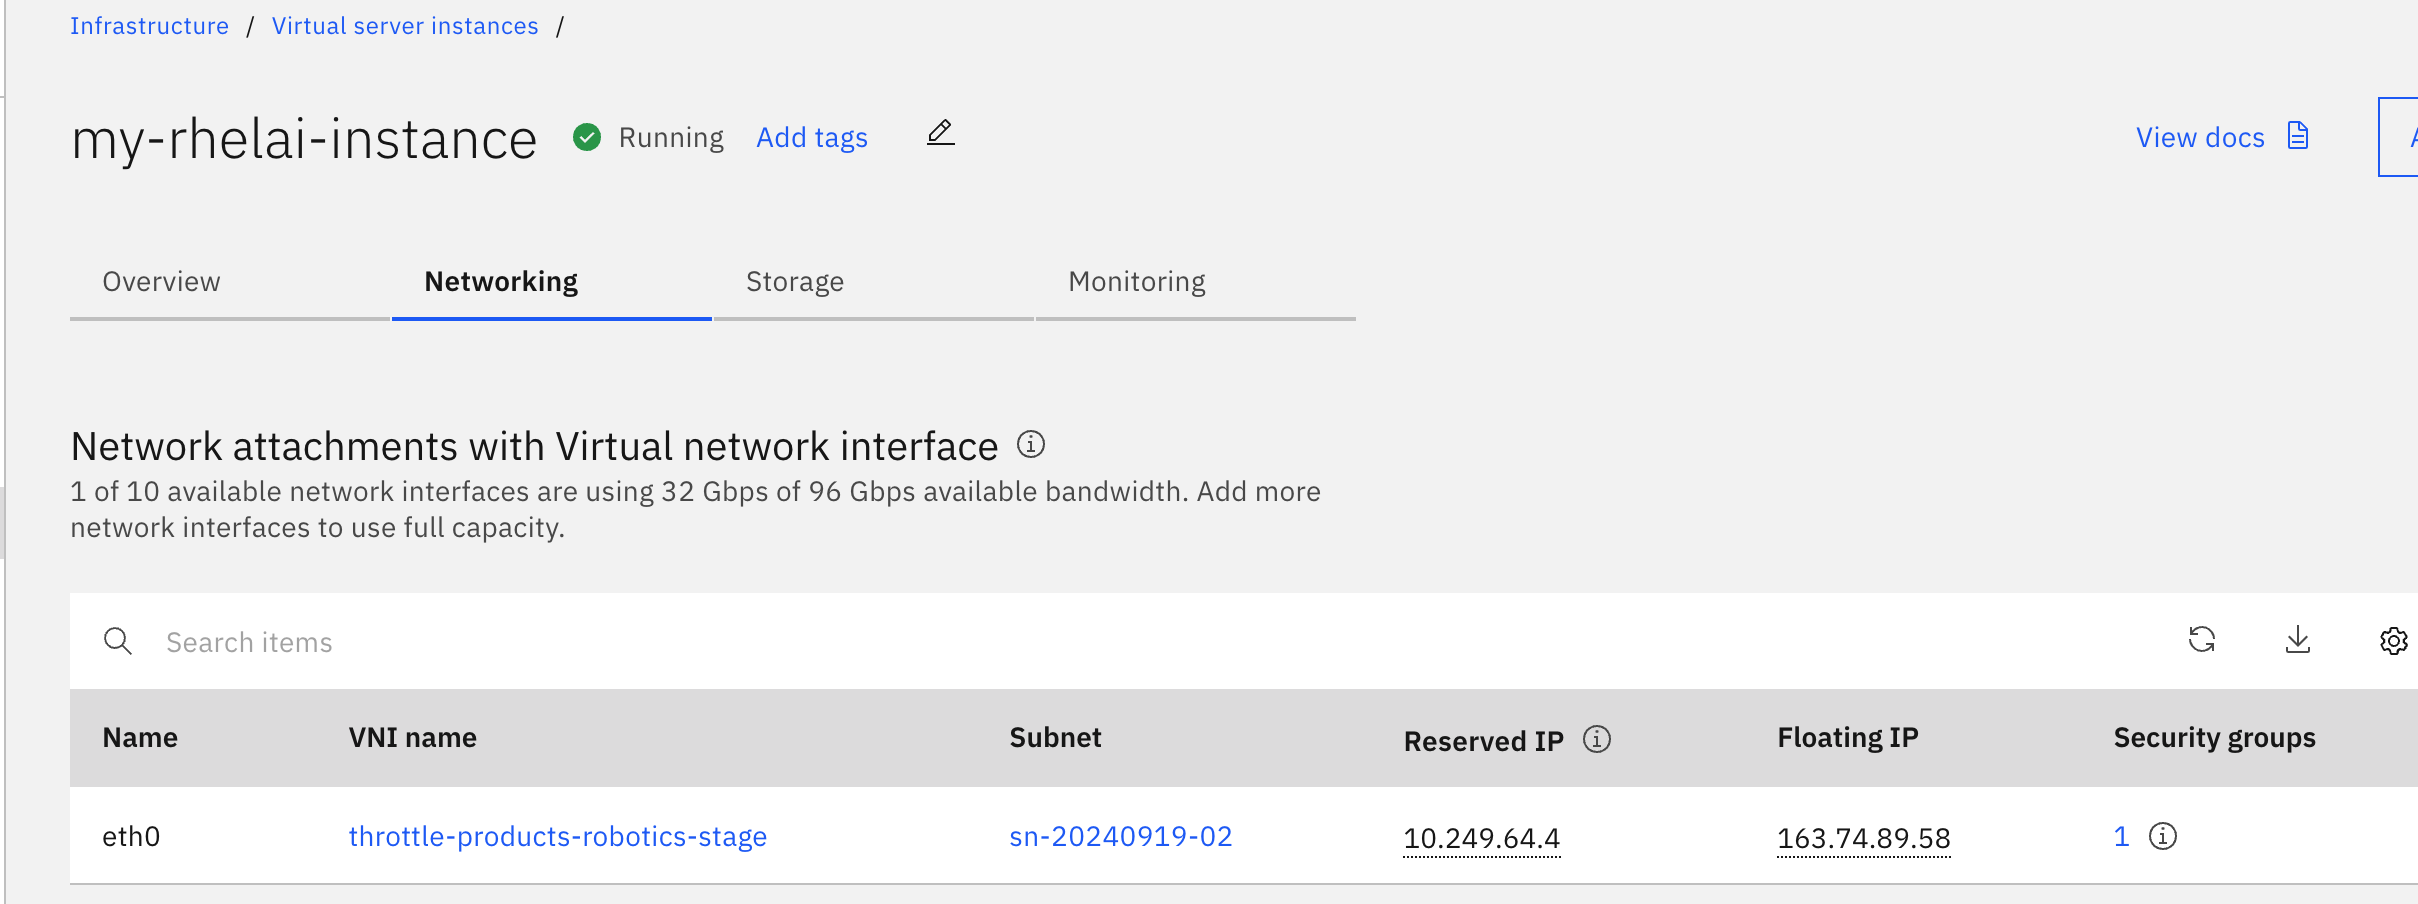 Infrastructure / Virtual server instances /
my-rhelai-instance Running Add tags View docs
Overview Networking Storage Monitoring
Network attachments with Virtual network interface
1 of 10 available network interfaces are using 32 Gbps of 96 Gbps available bandwidth. Add more
network interfaces to use full capacity.
Search items
Name VNI name Subnet Reserved IP Floating IP Security groups
eth0 throttle-products-robotics-stage sn-20240919-02 10.249.64.4 163.74.89.58 1